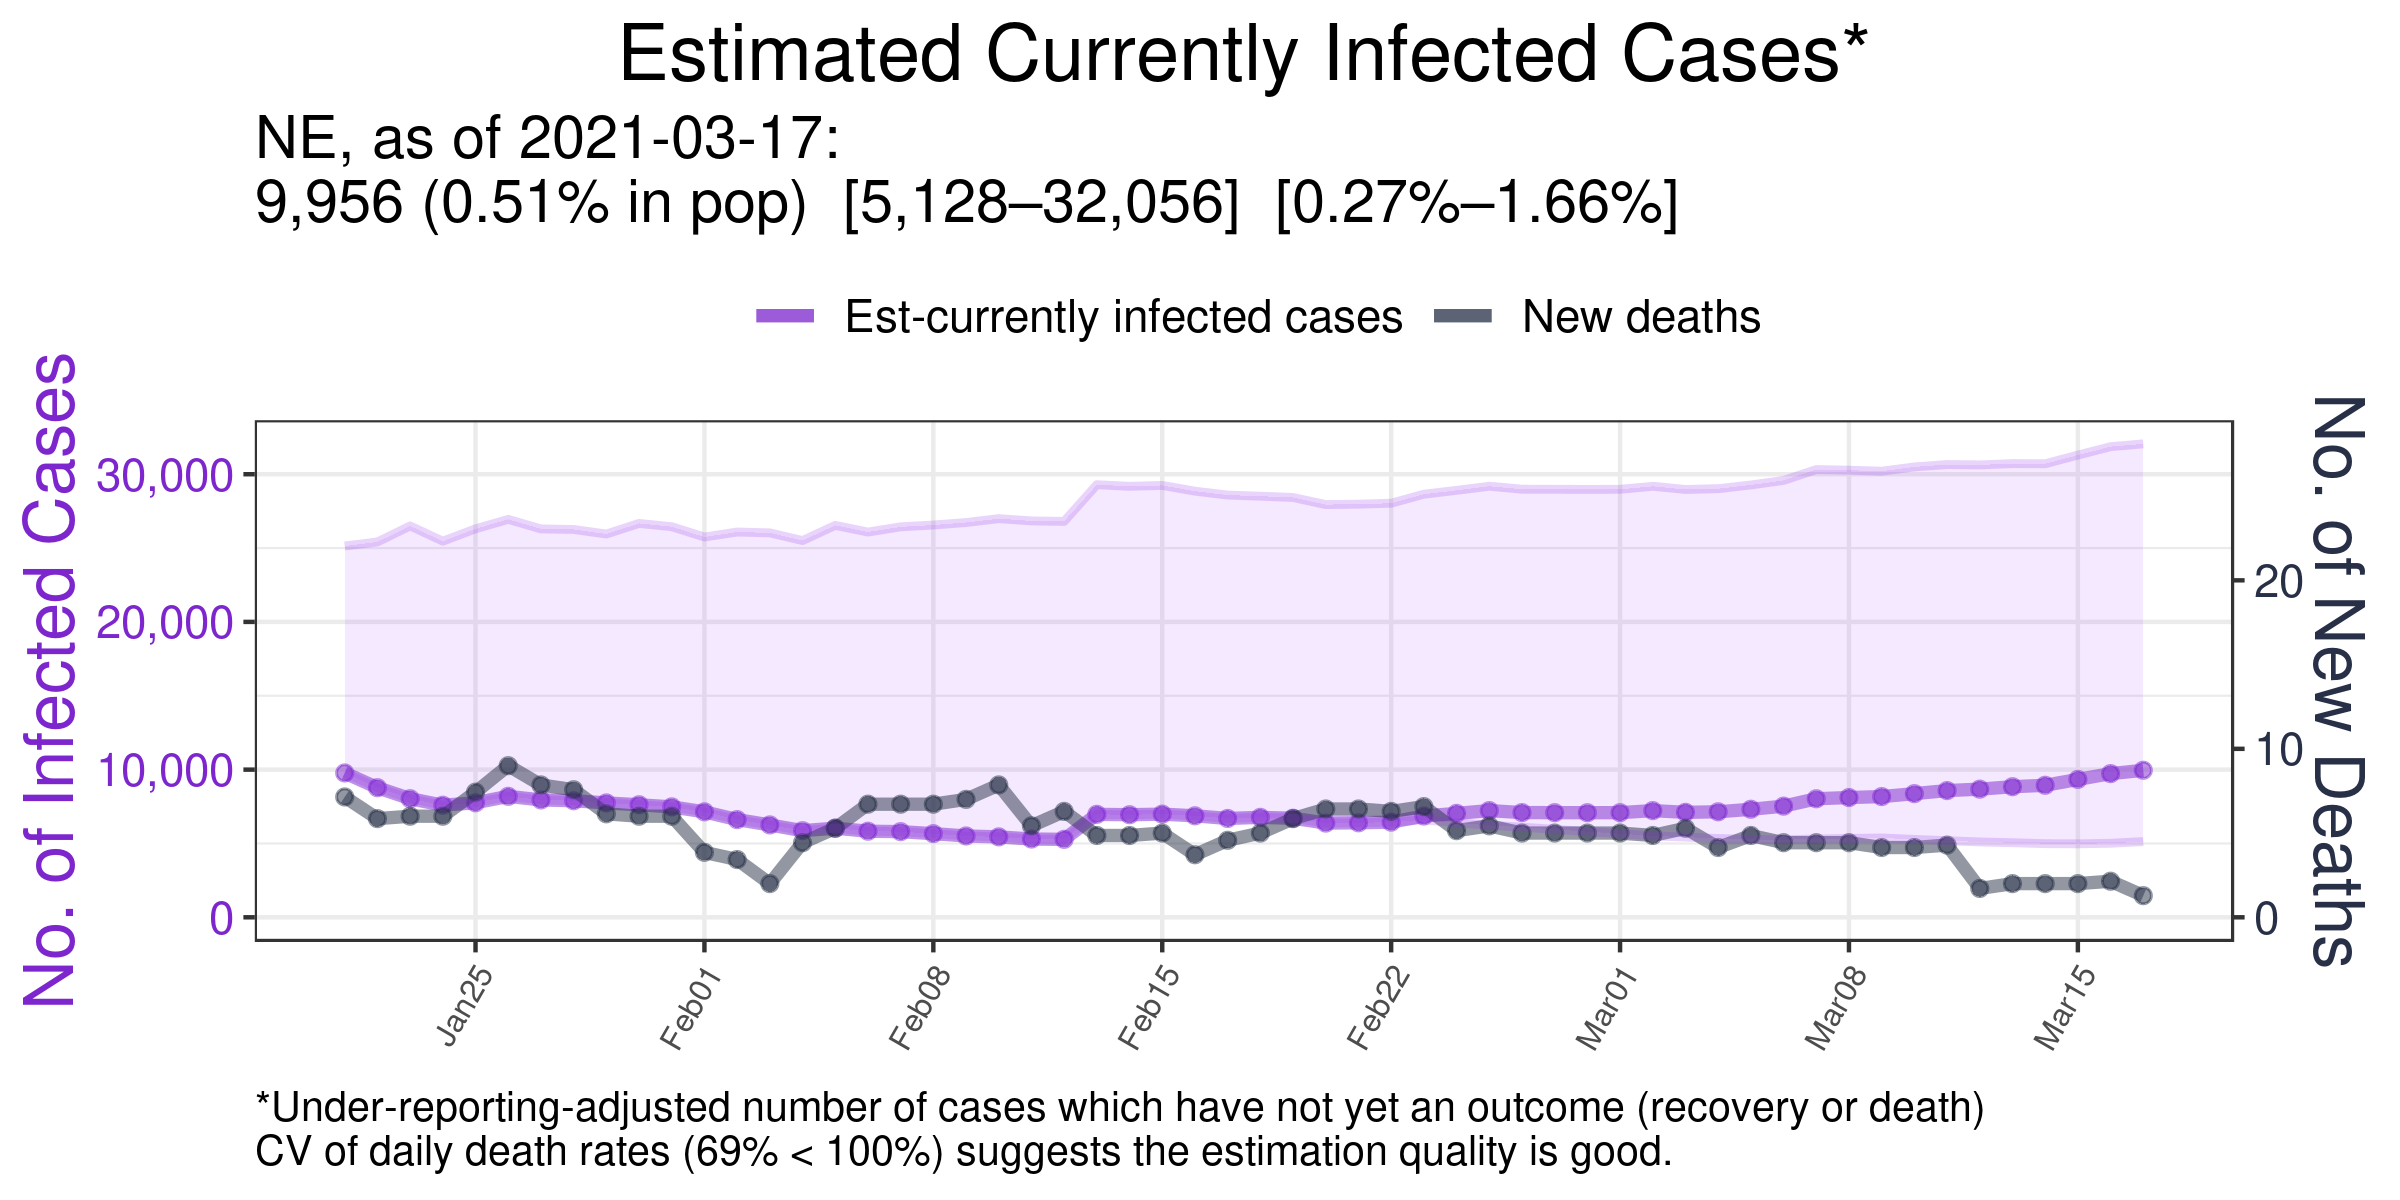 Estimated Currently Infected Cases*
NE, as of 2021-03-17:
9,956 (0.51% in pop)  [5,128–32,056]  [0.27%–1.66%]
Est-currently infected cases
New deaths
No. of Infected Cases
30,000
20,000
10,000
0
No. of New Deaths
20
10
0
Jan25
Feb01
Feb08
Feb15
Feb22
Mar01
Mar08
Mar15
*Under-reporting-adjusted number of cases which have not yet an outcome (recovery or death)
CV of daily death rates (69% < 100%) suggests the estimation quality is good.